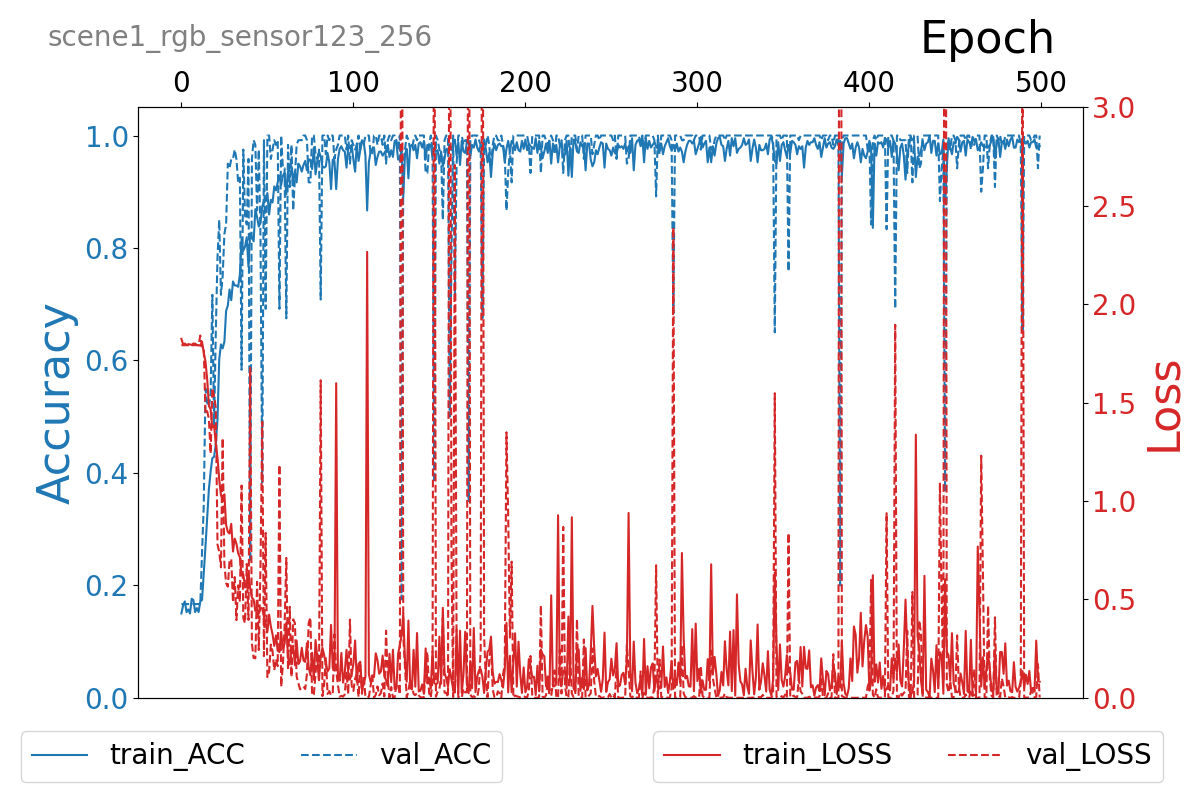 scene1_rgb_sensor123_256
Epoch
0 100 200 300 400 500
1.0 3.0
0.8 2.5
0.6 2.0
0.4 1.5
0.2 1.0
0.0 0.5
0.0
Accuracy
Loss
train_ACC val_ACC train_LOSS val_LOSS